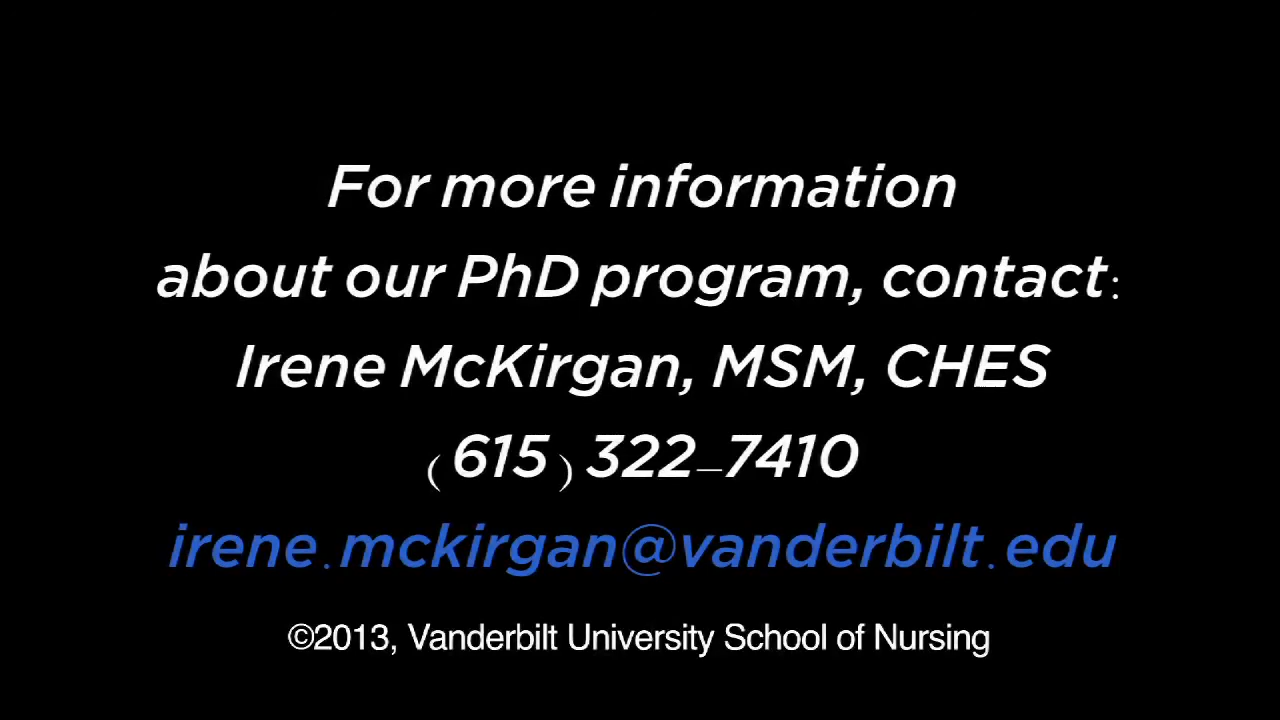 For more information
about our PhD program, contact:
Irene McKirgan, MSM, CHES
(615) 322-7410
irene.mckirgan@vanderbilt.edu
©2013, Vanderbilt University School of Nursing